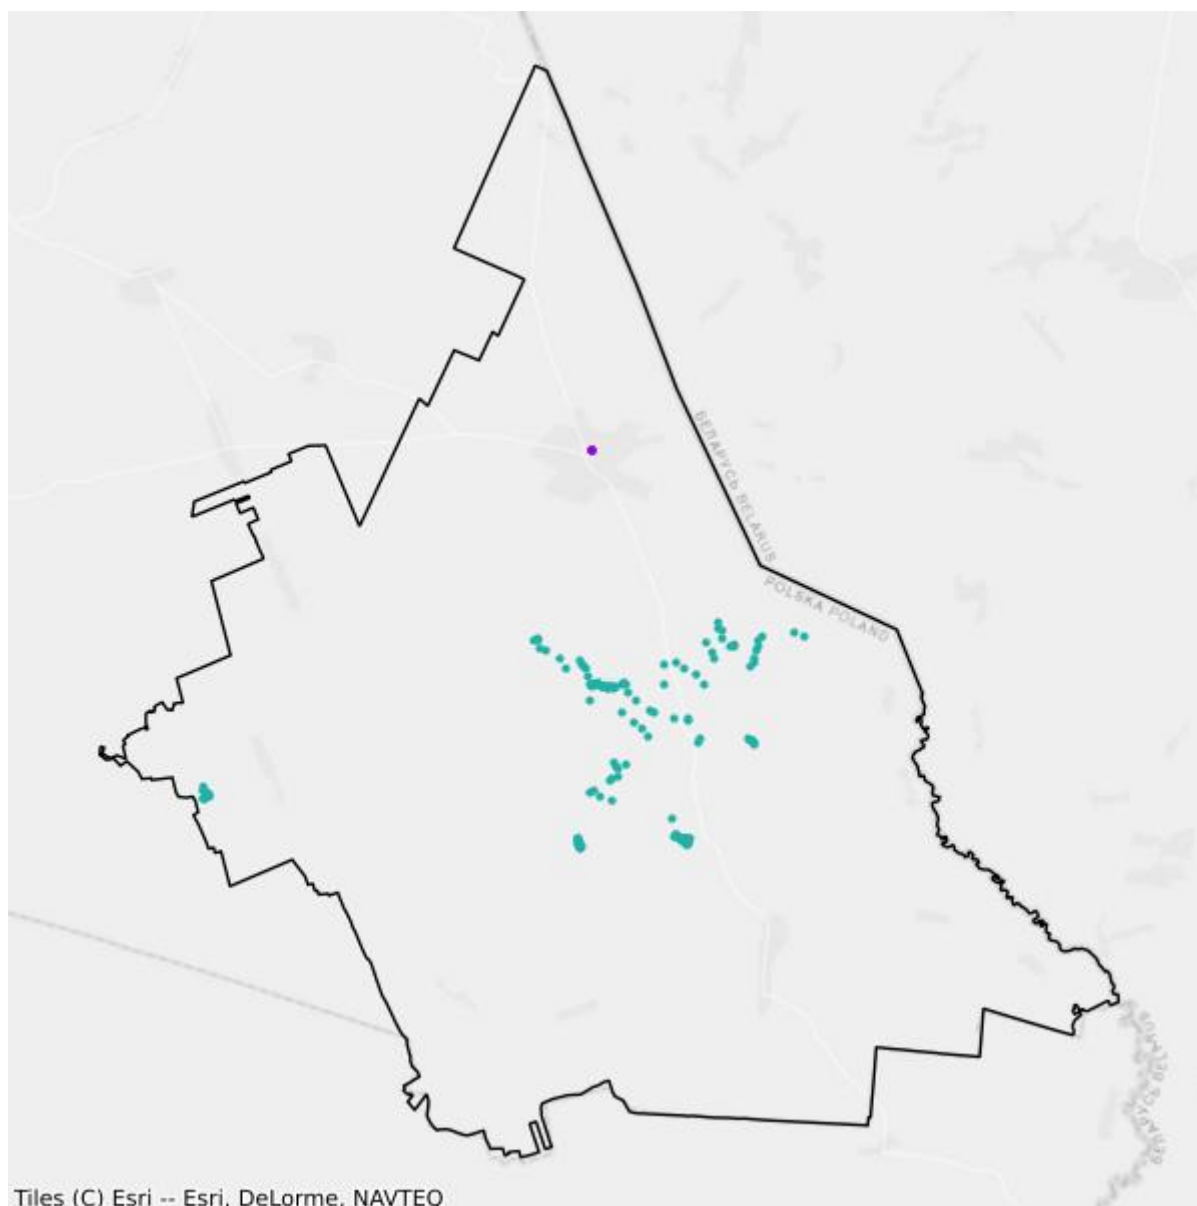 БЕЛАРУСЬ BELARUS
POLSKA POLAND
Tiles (C) Esri -- Esri, DeLorme, NAVTEQ